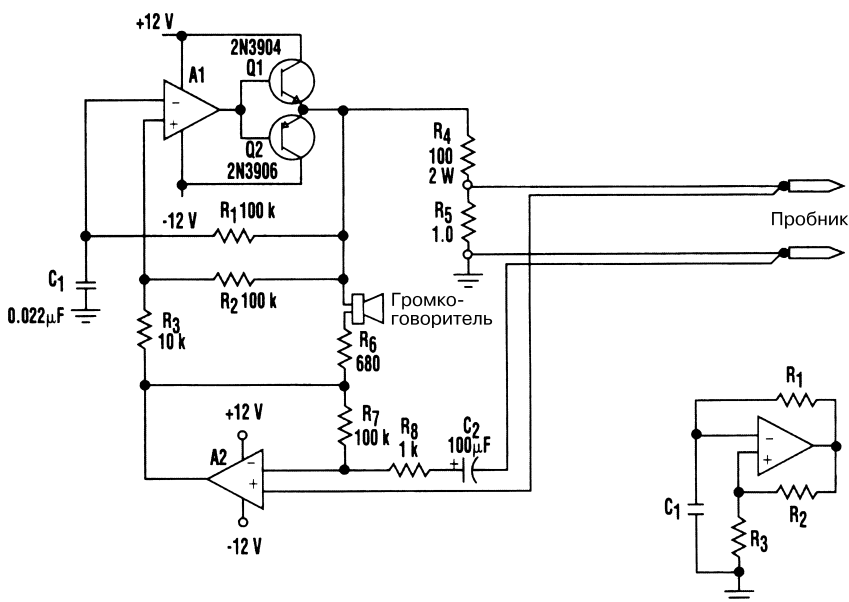 +12 V
2N3904
Q1
A1
−
+
Q2
2N3906
-12 V
R4
100
2 W
R5
1.0
Пробник
R1 100 k
C1
0.022µF
R2 100 k
R3
10 k
Громко-
говоритель
R6
680
+12 V
R7
100 k
R8
1 k
C2
100µF
+
A2
−
+
-12 V
R1
−
+
R2
C1
R3